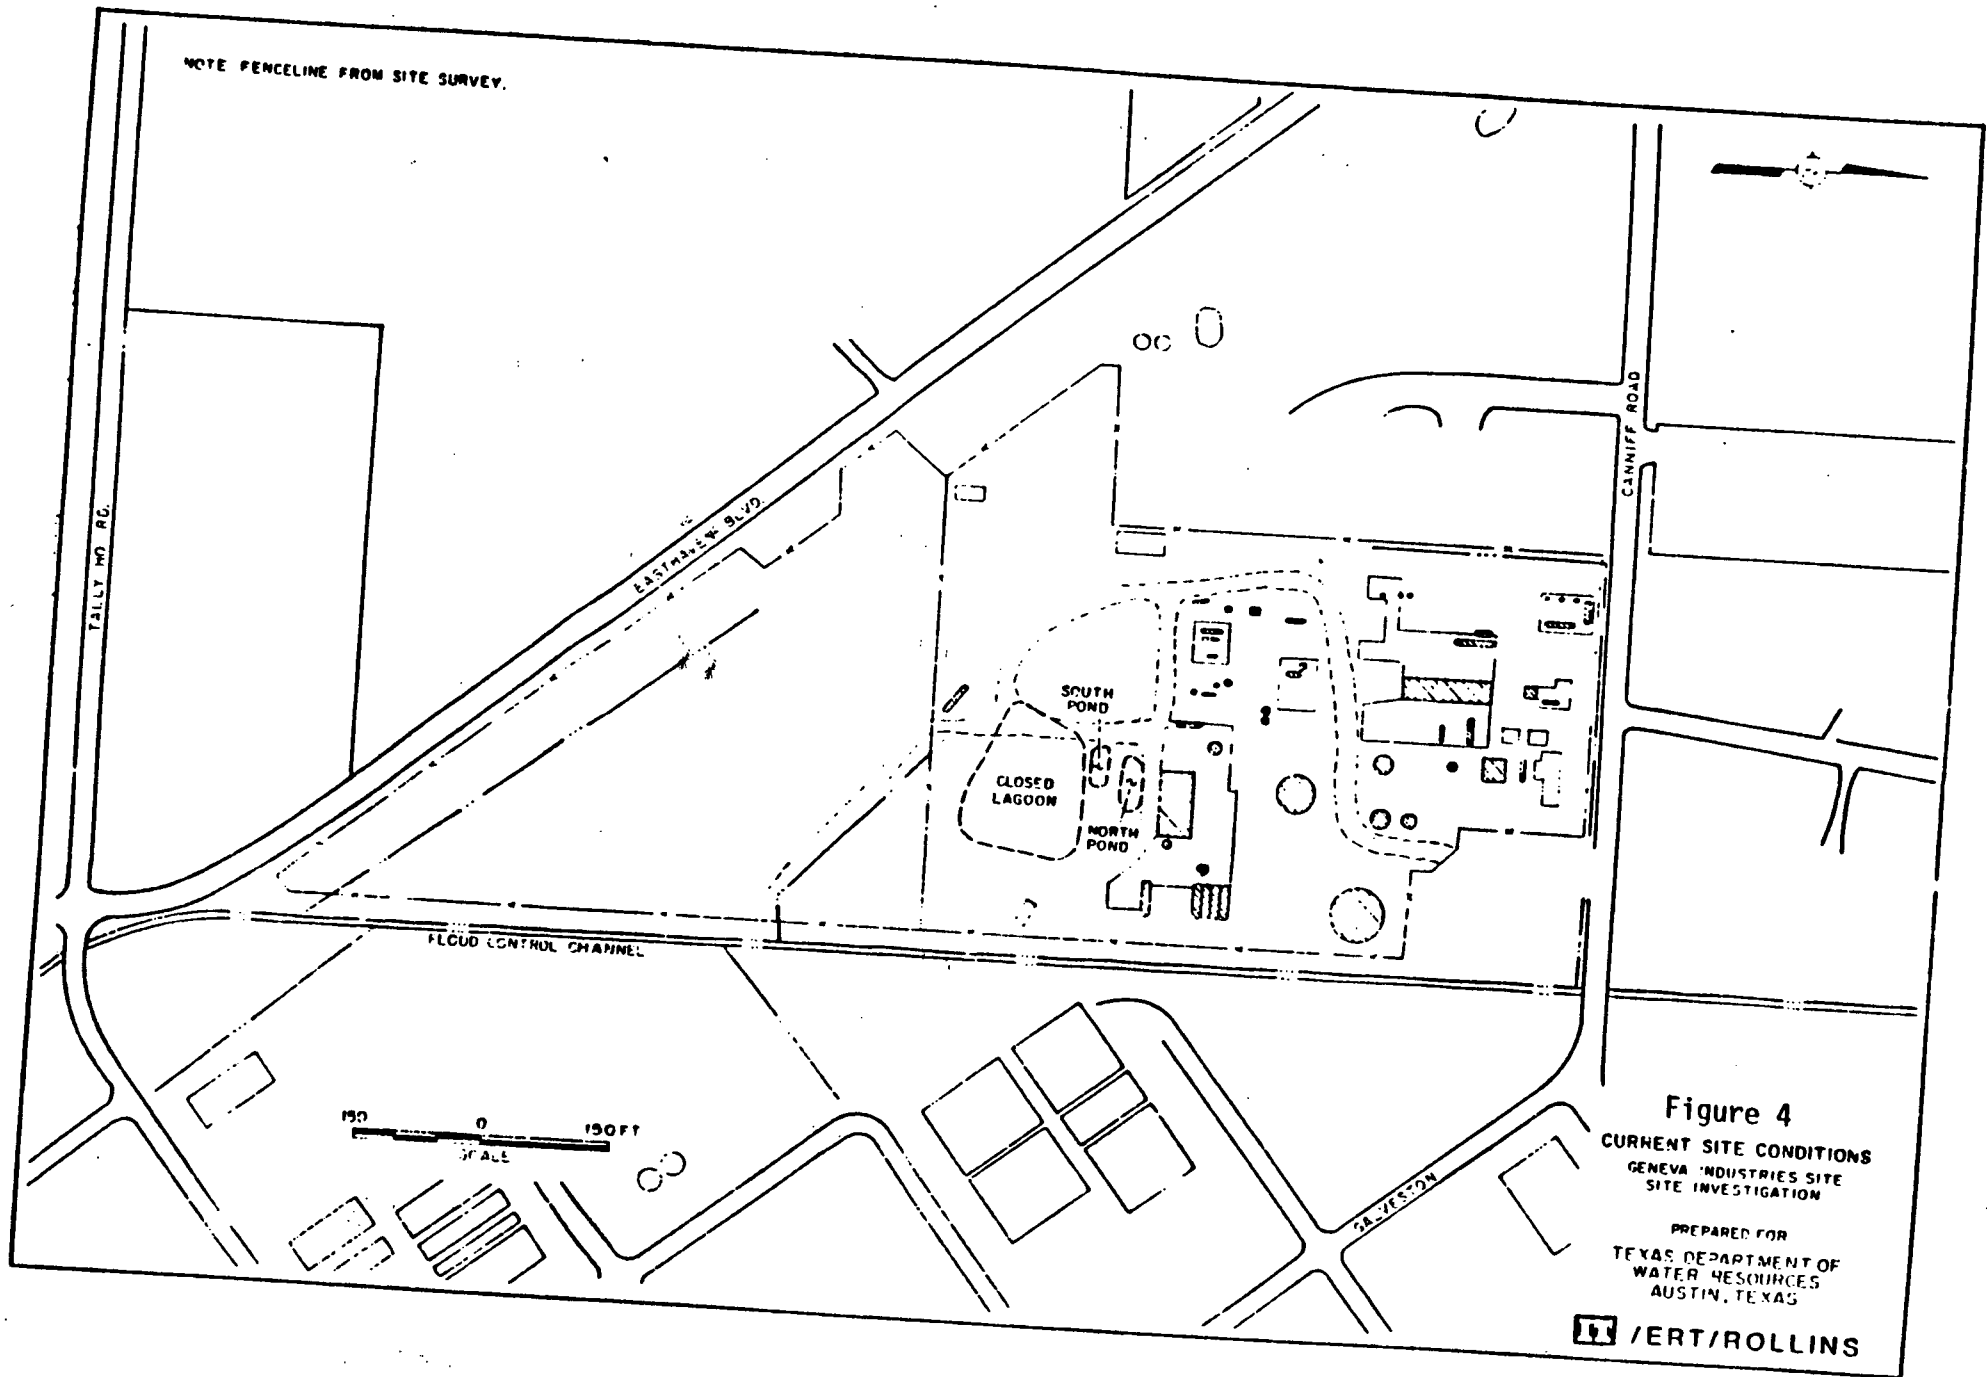 NOTE FENCELINE FROM SITE SURVEY.
TALLY HO RD.
EASTHAVEN BLVD.
CANNIFF ROAD
SOUTH
POND
CLOSED
LAGOON
NORTH
POND
FLOOD CONTROL CHANNEL
150 0 150 FT
SCALE
GALVESTON
Figure 4
CURRENT SITE CONDITIONS
GENEVA INDUSTRIES SITE
SITE INVESTIGATION
PREPARED FOR
TEXAS DEPARTMENT OF
WATER RESOURCES
AUSTIN, TEXAS
IT /ERT/ROLLINS